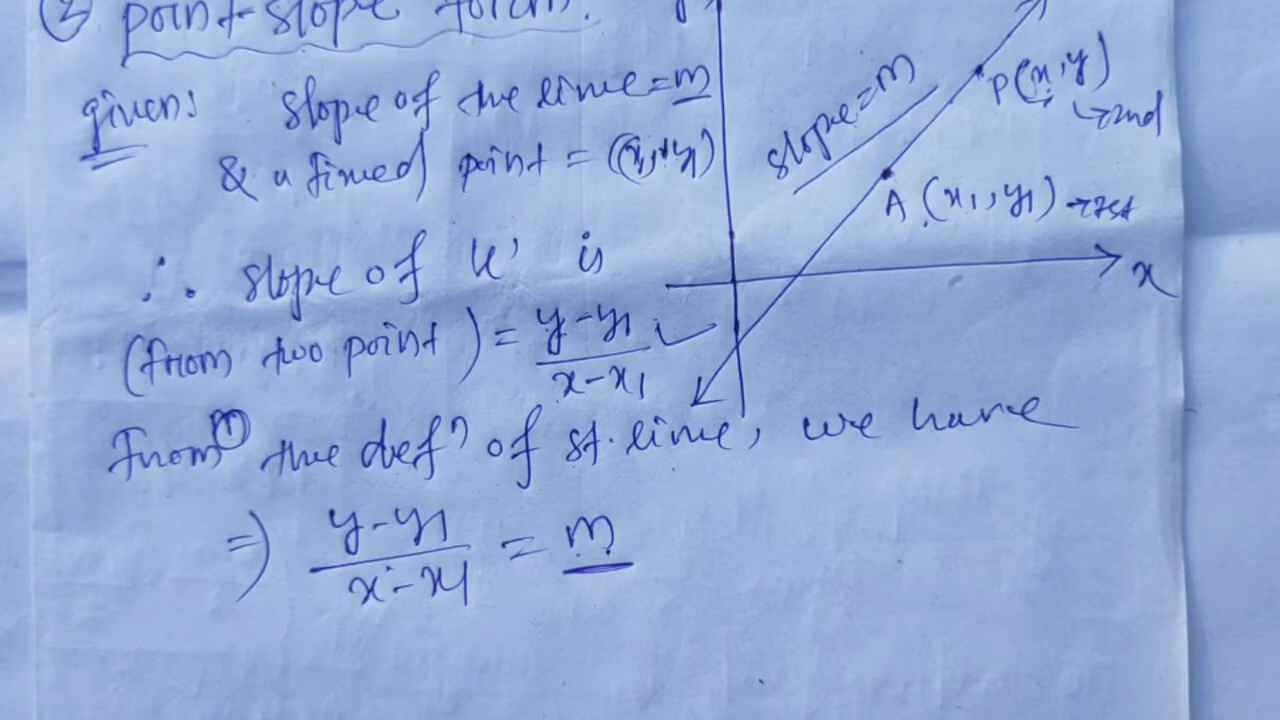 ② point-slope form:
given: slope of the line = m
& a fixed point = (x₁, y₁)
∴ slope of 'l' is
(from two point) = y-y₁ / x-x₁
From the defⁿ of st. line, we have
⇒ y-y₁ / x-x₁ = m
y
slope = m
P(x, y)
→ 2nd
A (x₁, y₁) → 1st
x